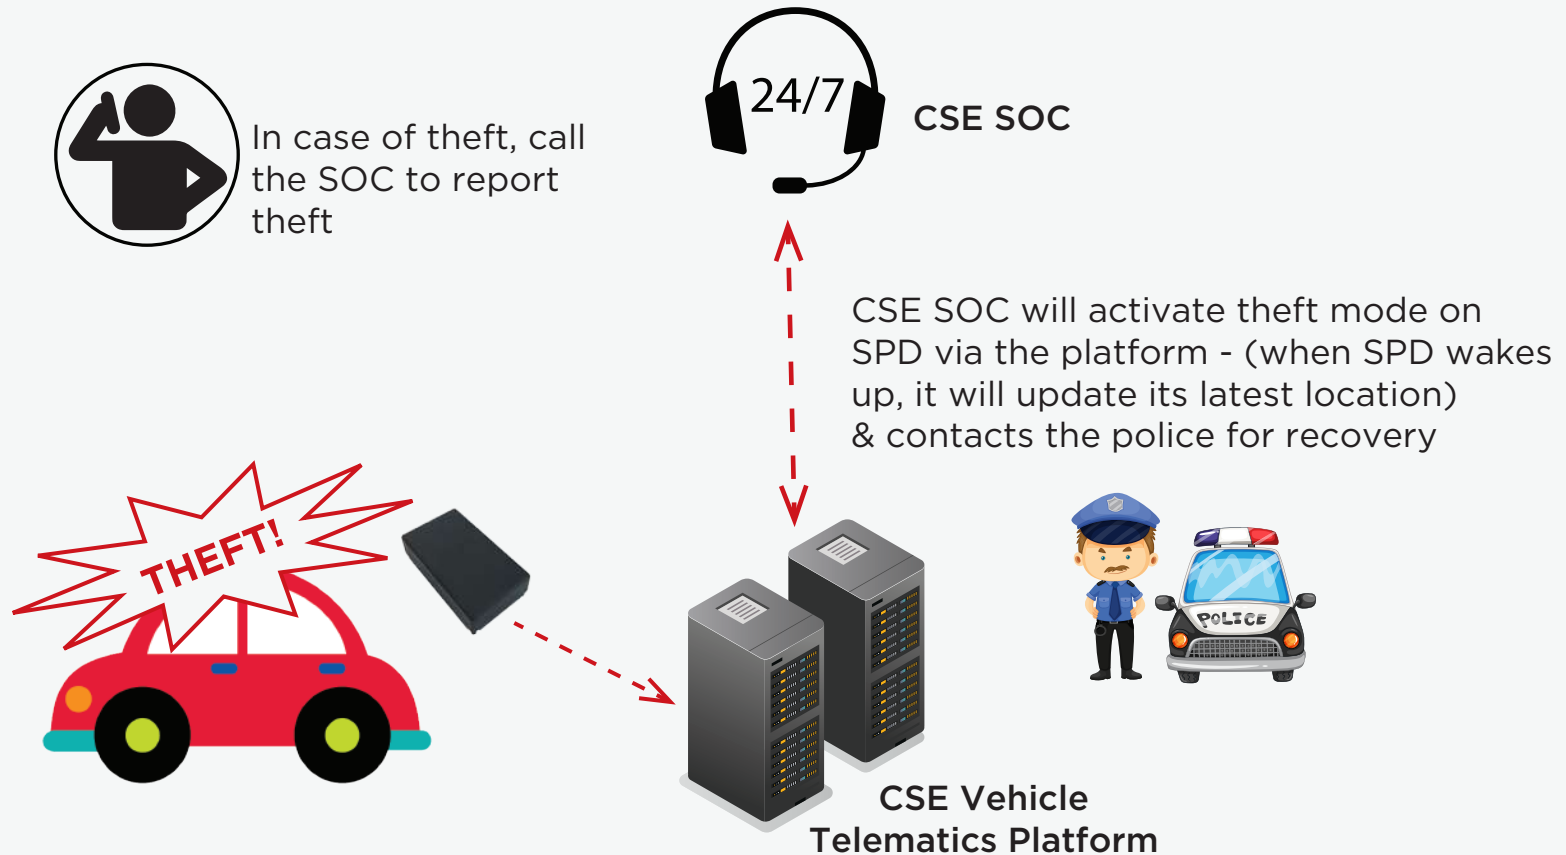 In case of theft, call
the SOC to report
theft
24/7
CSE SOC
CSE SOC will activate theft mode on
SPD via the platform - (when SPD wakes
up, it will update its latest location)
& contacts the police for recovery
THEFT!
POLICE
CSE Vehicle
Telematics Platform